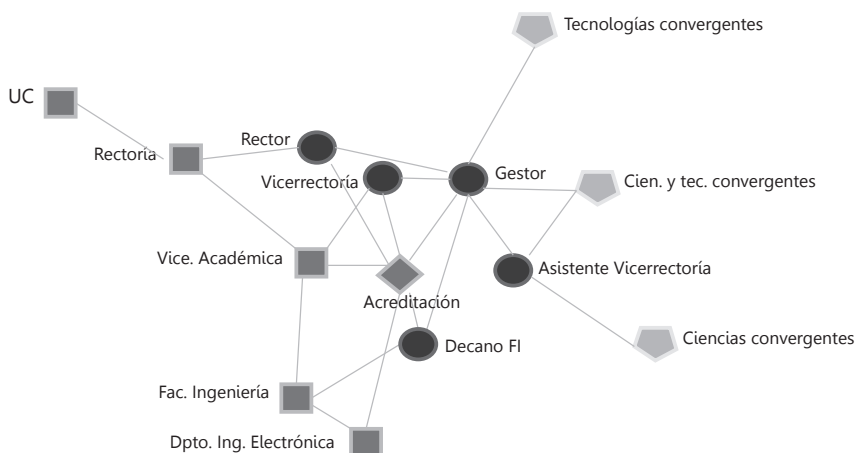 Tecnologías convergentes
UC
Rector
Rectoría
Vicerrectoría
Gestor
Cien. y tec. convergentes
Vice. Académica
Asistente Vicerrectoría
Acreditación
Ciencias convergentes
Decano FI
Fac. Ingeniería
Dpto. Ing. Electrónica